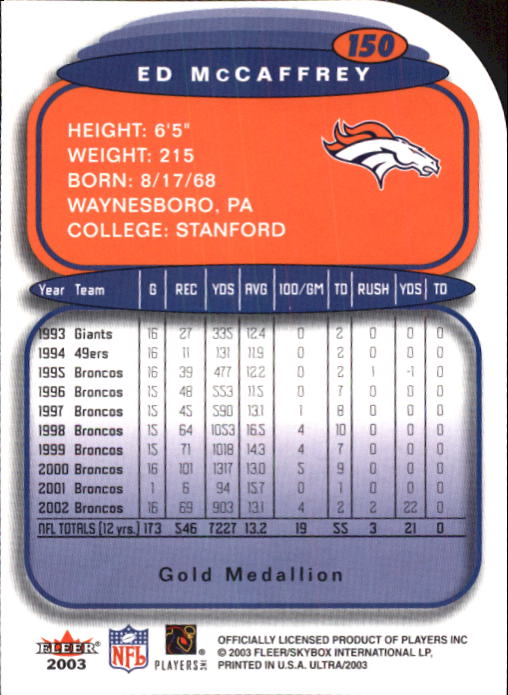 150
ED McCAFFREY
HEIGHT: 6'5"
WEIGHT: 215
BORN: 8/17/68
WAYNESBORO, PA
COLLEGE: STANFORD
Year Team G REC YDS AVG 100/GM TD RUSH YDS TD
1993 Giants 16 27 335 12.4 0 2 0 0 0
1994 49ers 16 11 131 11.9 0 2 0 0 0
1995 Broncos 16 39 477 12.2 0 2 1 -1 0
1996 Broncos 15 48 553 11.5 0 7 0 0 0
1997 Broncos 15 45 590 13.1 1 8 0 0 0
1998 Broncos 15 64 1053 16.5 4 10 0 0 0
1999 Broncos 15 71 1018 14.3 4 7 0 0 0
2000 Broncos 16 101 1317 13.0 5 9 0 0 0
2001 Broncos 1 6 94 15.7 0 1 0 0 0
2002 Broncos 16 69 903 13.1 4 2 2 22 0
NFL TOTALS (12 yrs.) 173 546 7227 13.2 19 55 3 21 0
Gold Medallion
FLEER 2003
NFL
PLAYERS INC
OFFICIALLY LICENSED PRODUCT OF PLAYERS INC
© 2003 FLEER/SKYBOX INTERNATIONAL LP,
PRINTED IN U.S.A. ULTRA/2003